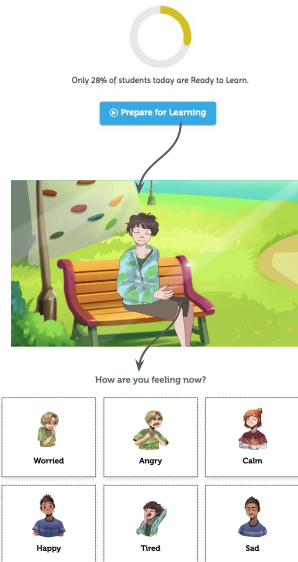 Only 28% of students today are Ready to Learn.
Prepare for Learning
How are you feeling now?
Worried
Angry
Calm
Happy
Tired
Sad